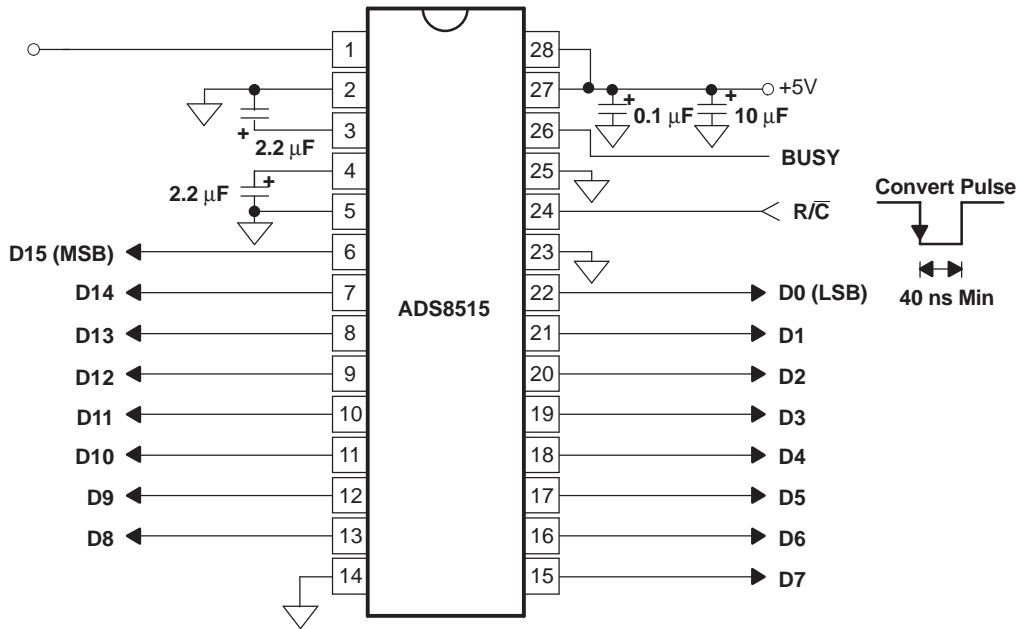 1
28
2
27
+5V
+
0.1 µF
+
10 µF
3
26
+
2.2 µF
BUSY
4
25
+
2.2 µF
5
24
R/C̅
Convert Pulse
40 ns Min
D15 (MSB)
6
23
D14
7
ADS8515
22
D0 (LSB)
D13
8
21
D1
D12
9
20
D2
D11
10
19
D3
D10
11
18
D4
D9
12
17
D5
D8
13
16
D6
14
15
D7